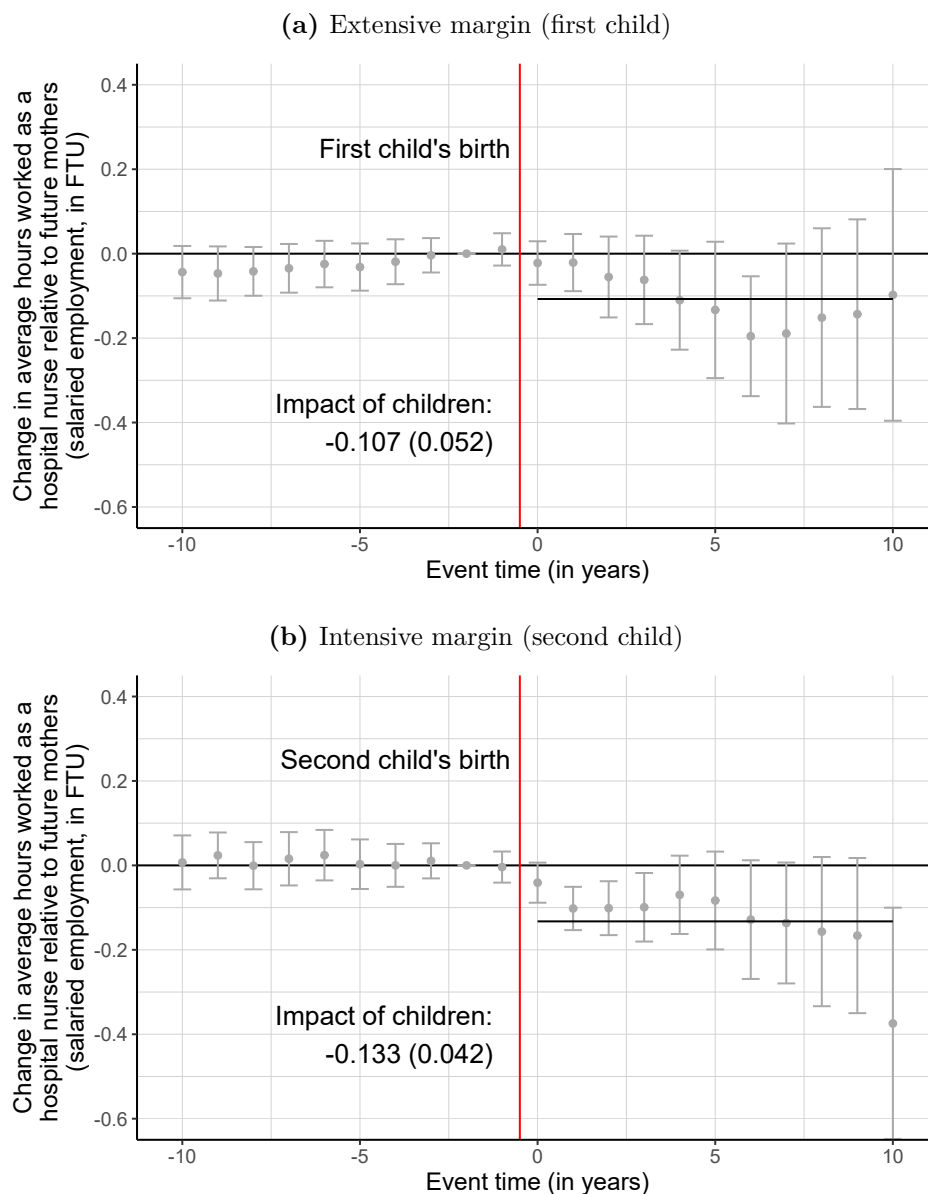 (a) Extensive margin (first child)
Change in average hours worked as a
hospital nurse relative to future mothers
(salaried employment, in FTU)
0.4
0.2
0.0
-0.2
-0.4
-0.6
First child's birth
Impact of children:
-0.107 (0.052)
-10
-5
0
5
10
Event time (in years)
(b) Intensive margin (second child)
Change in average hours worked as a
hospital nurse relative to future mothers
(salaried employment, in FTU)
0.4
0.2
0.0
-0.2
-0.4
-0.6
Second child's birth
Impact of children:
-0.133 (0.042)
-10
-5
0
5
10
Event time (in years)